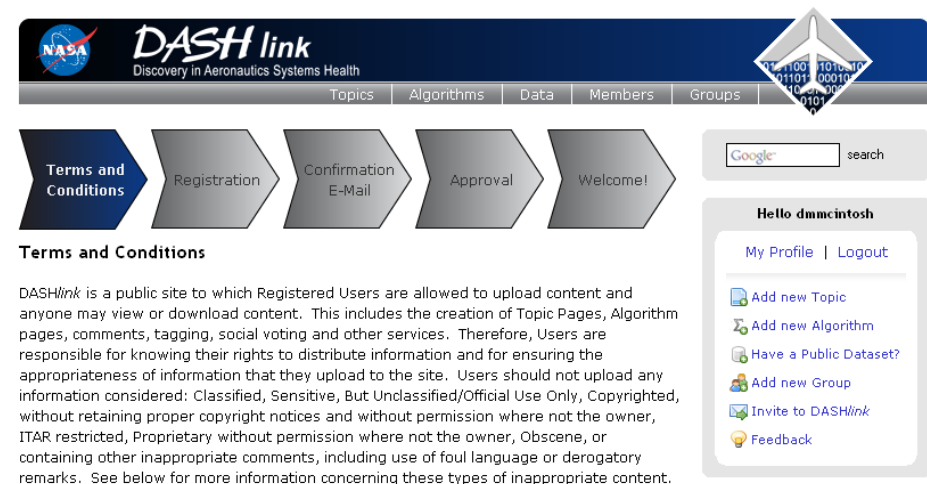 NASA
DASH link
Discovery in Aeronautics Systems Health
Topics
Algorithms
Data
Members
Groups
Terms and
Conditions
Registration
Confirmation
E-Mail
Approval
Welcome!
Google
search
Hello dmmcintosh
My Profile | Logout
Add new Topic
Add new Algorithm
Have a Public Dataset?
Add new Group
Invite to DASHlink
Feedback
Terms and Conditions
DASHlink is a public site to which Registered Users are allowed to upload content and
anyone may view or download content. This includes the creation of Topic Pages, Algorithm
pages, comments, tagging, social voting and other services. Therefore, Users are
responsible for knowing their rights to distribute information and for ensuring the
appropriateness of information that they upload to the site. Users should not upload any
information considered: Classified, Sensitive, But Unclassified/Official Use Only, Copyrighted,
without retaining proper copyright notices and without permission where not the owner,
ITAR restricted, Proprietary without permission where not the owner, Obscene, or
containing other inappropriate comments, including use of foul language or derogatory
remarks. See below for more information concerning these types of inappropriate content.